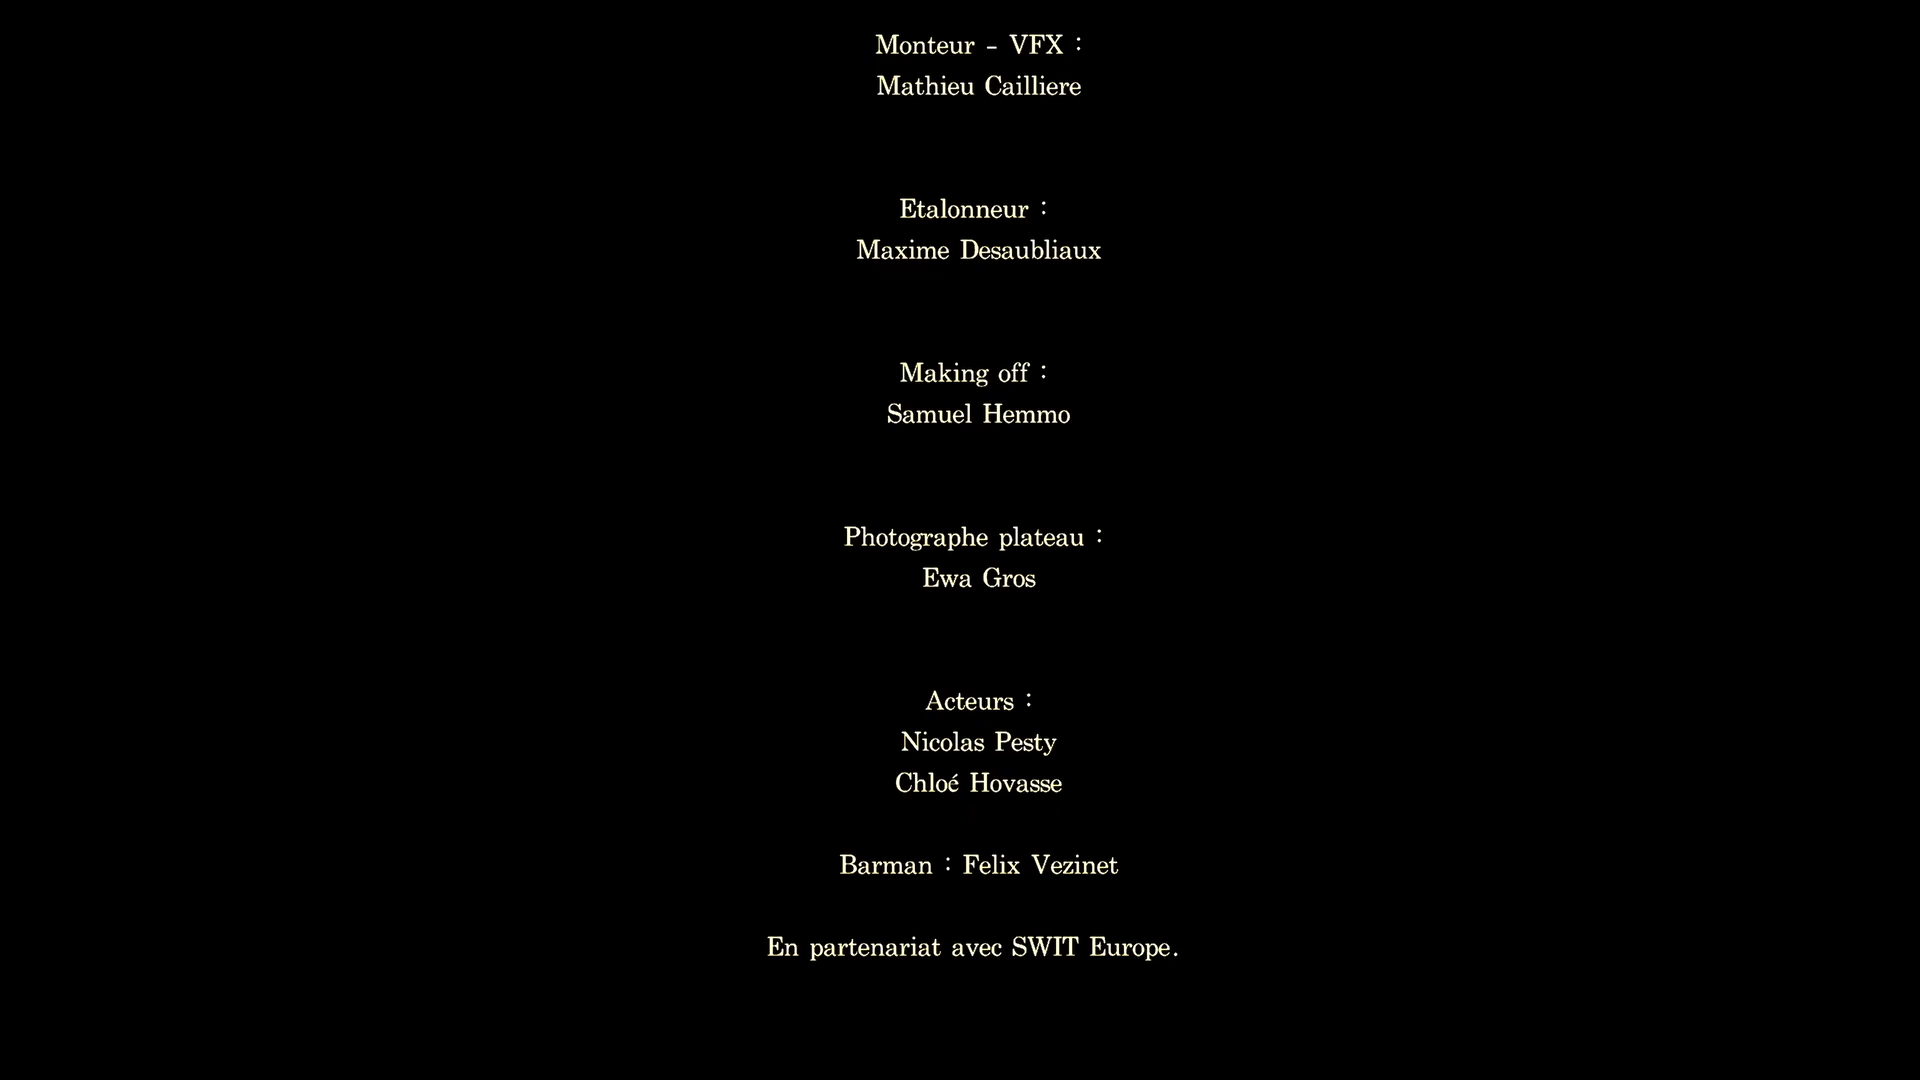 Monteur - VFX :
Mathieu Cailliere
Etalonneur :
Maxime Desaubliaux
Making off :
Samuel Hemmo
Photographe plateau :
Ewa Gros
Acteurs :
Nicolas Pesty
Chloé Hovasse
Barman : Felix Vezinet
En partenariat avec SWIT Europe.